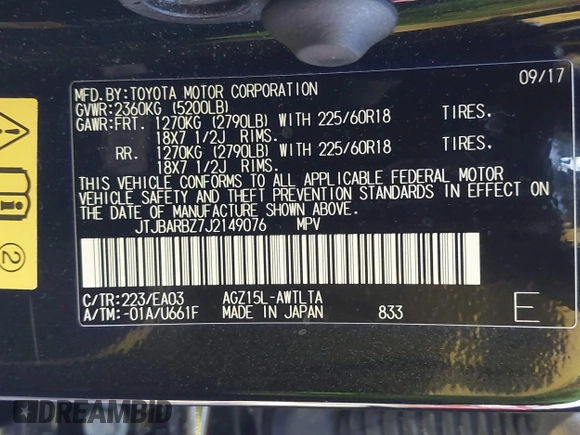 MFD.BY:TOYOTA MOTOR CORPORATION 09/17
GVWR:2360KG (5200LB)
GAWR:FRT. 1270KG (2790LB) WITH 225/60R18 TIRES.
18X7 1/2J RIMS.
RR. 1270KG (2790LB) WITH 225/60R18 TIRES.
18X7 1/2J RIMS.
THIS VEHICLE CONFORMS TO ALL APPLICABLE FEDERAL MOTOR
VEHICLE SAFETY AND THEFT PREVENTION STANDARDS IN EFFECT ON
THE DATE OF MANUFACTURE SHOWN ABOVE.
JTJBARBZ7J2149076 MPV
C/TR:223/EA03 AGZ15L-AWTLTA
A/TM:-01A/U661F MADE IN JAPAN 833 E
2
DREAMBID